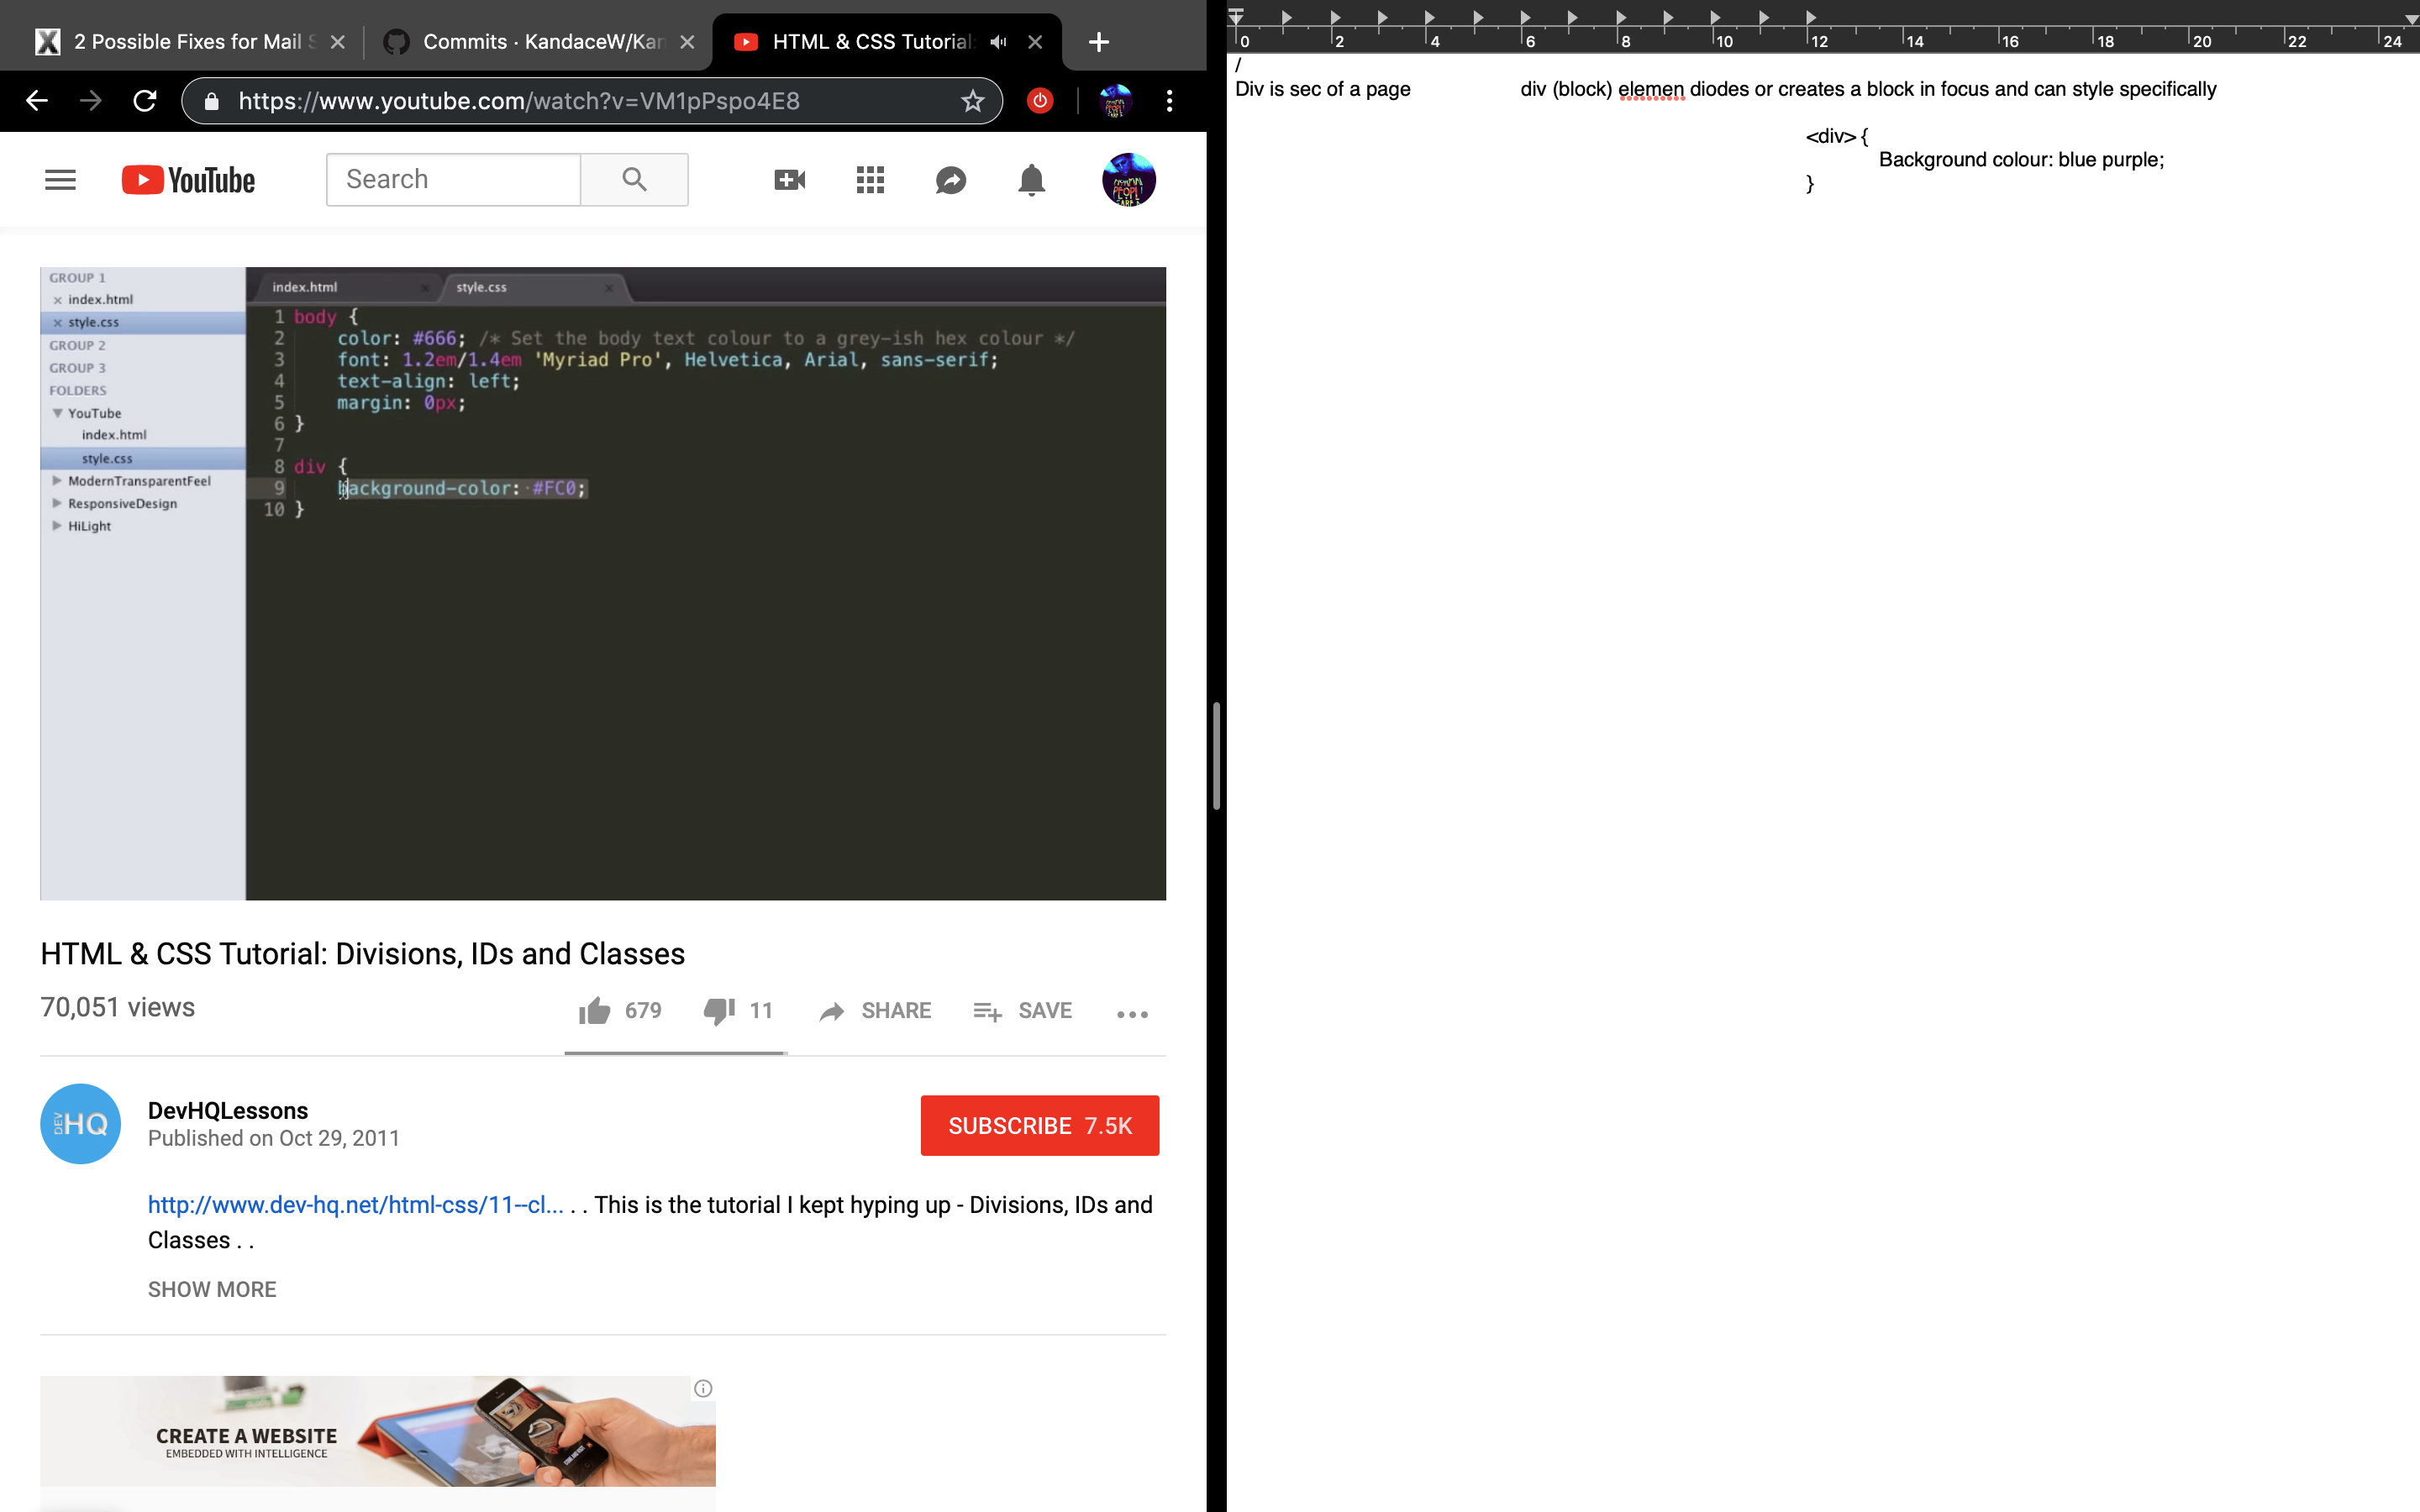 2 Possible Fixes for Mail S
Commits · KandaceW/Kan
HTML & CSS Tutorial:
https://www.youtube.com/watch?v=VM1pPspo4E8
YouTube
Search
GROUP 1
index.html
style.css
GROUP 2
GROUP 3
FOLDERS
YouTube
index.html
style.css
ModernTransparentFeel
ResponsiveDesign
HiLight
index.html
style.css
1 body {
2 color: #666; /* Set the body text colour to a grey-ish hex colour */
3 font: 1.2em/1.4em 'Myriad Pro', Helvetica, Arial, sans-serif;
4 text-align: left;
5 margin: 0px;
6 }
7
8 div {
9 background-color: #FC0;
10 }
HTML & CSS Tutorial: Divisions, IDs and Classes
70,051 views
679
11
SHARE
SAVE
DEV HQ
DevHQLessons
Published on Oct 29, 2011
SUBSCRIBE 7.5K
http://www.dev-hq.net/html-css/11--cl... . . This is the tutorial I kept hyping up - Divisions, IDs and
Classes . .
SHOW MORE
CREATE A WEBSITE
EMBEDDED WITH INTELLIGENCE
0 2 4 6 8 10 12 14 16 18 20 22 24
/
Div is sec of a page div (block) elemen diodes or creates a block in focus and can style specifically
<div> {
Background colour: blue purple;
}